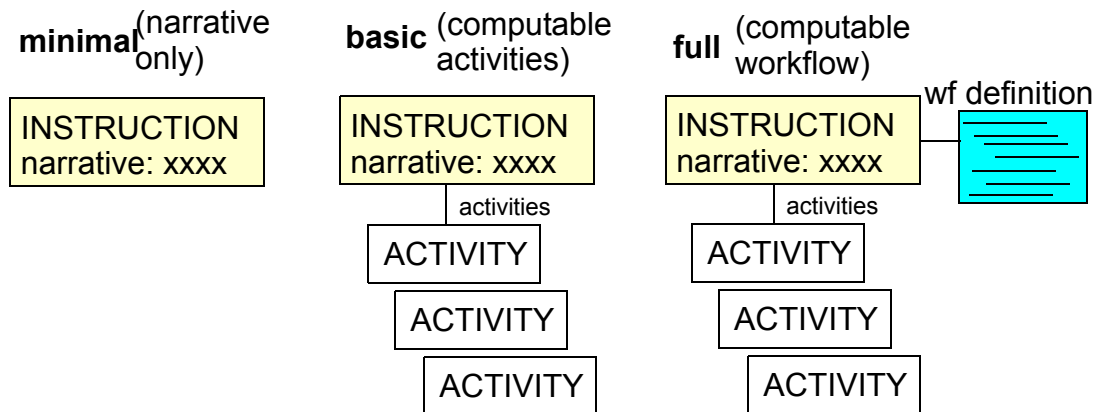 minimal (narrative only)
INSTRUCTION
narrative: xxxx
basic (computable activities)
INSTRUCTION
narrative: xxxx
activities
ACTIVITY
ACTIVITY
ACTIVITY
full (computable workflow)
INSTRUCTION
narrative: xxxx
wf definition
activities
ACTIVITY
ACTIVITY
ACTIVITY